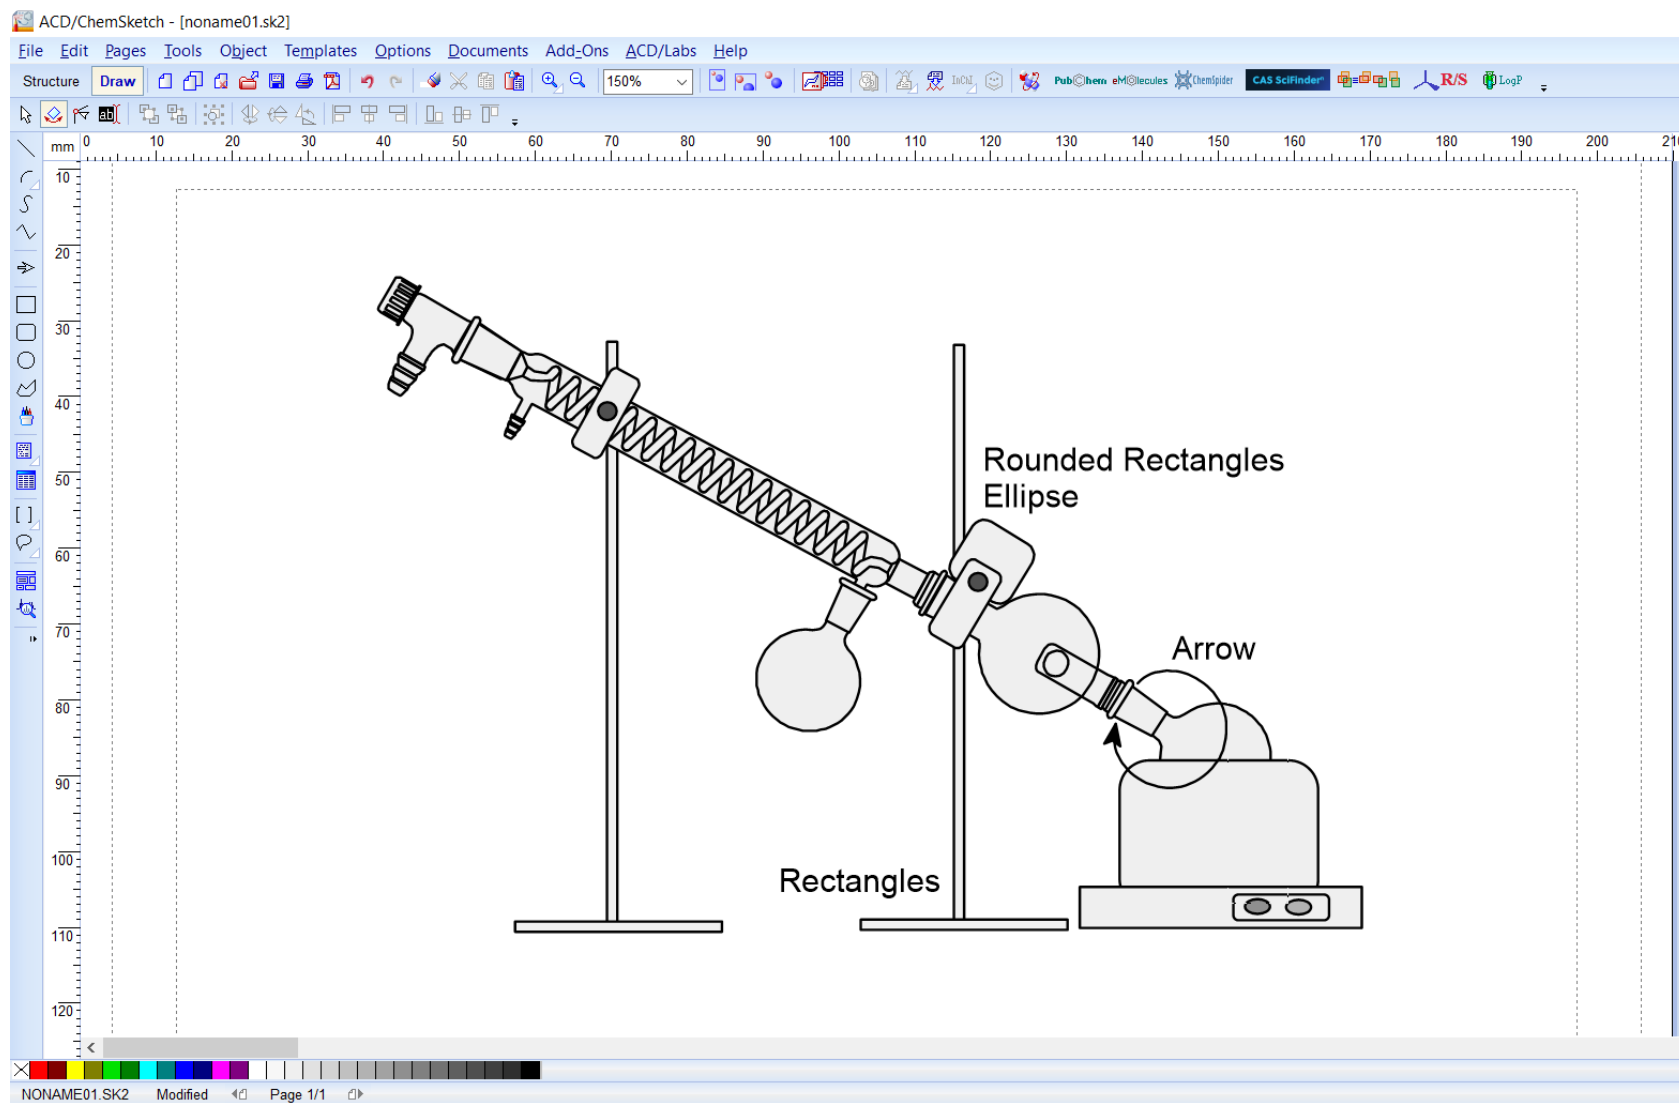 ACD/ChemSketch - [noname01.sk2]
File Edit Pages Tools Object Templates Options Documents Add-Ons ACD/Labs Help
Structure Draw 150% InChI PubChem eMolecules ChemSpider CAS SciFinder R/S LogP
ab
mm 0 10 20 30 40 50 60 70 80 90 100 110 120 130 140 150 160 170 180 190 200 210
10
20
30
40
50
60
70
80
90
100
110
120
Rounded Rectangles
Ellipse
Arrow
Rectangles
NONAME01.SK2 Modified Page 1/1